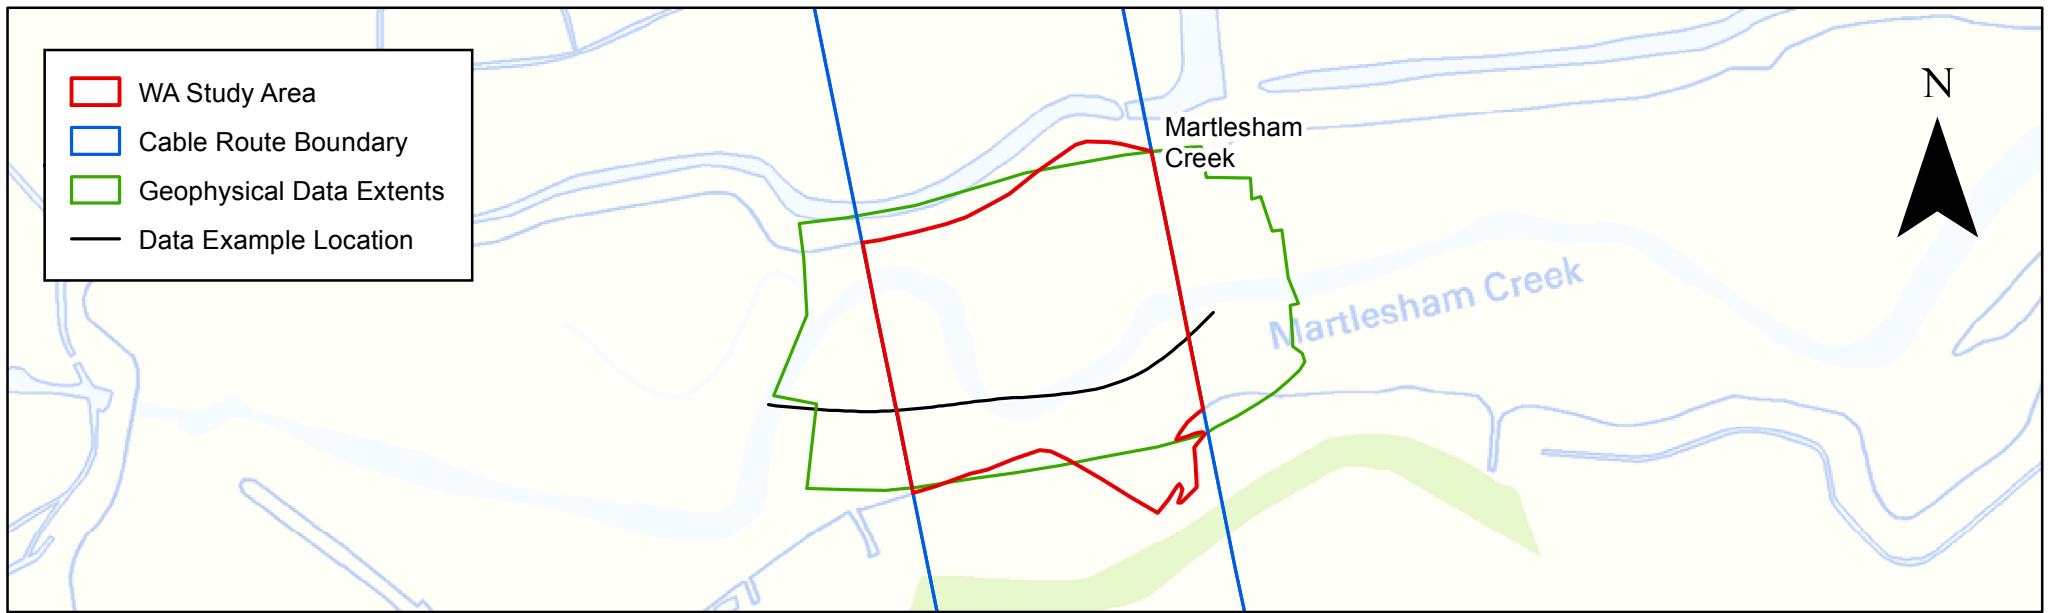 WA Study Area
Cable Route Boundary
Geophysical Data Extents
Data Example Location
Martlesham
Creek
N
Martlesham Creek